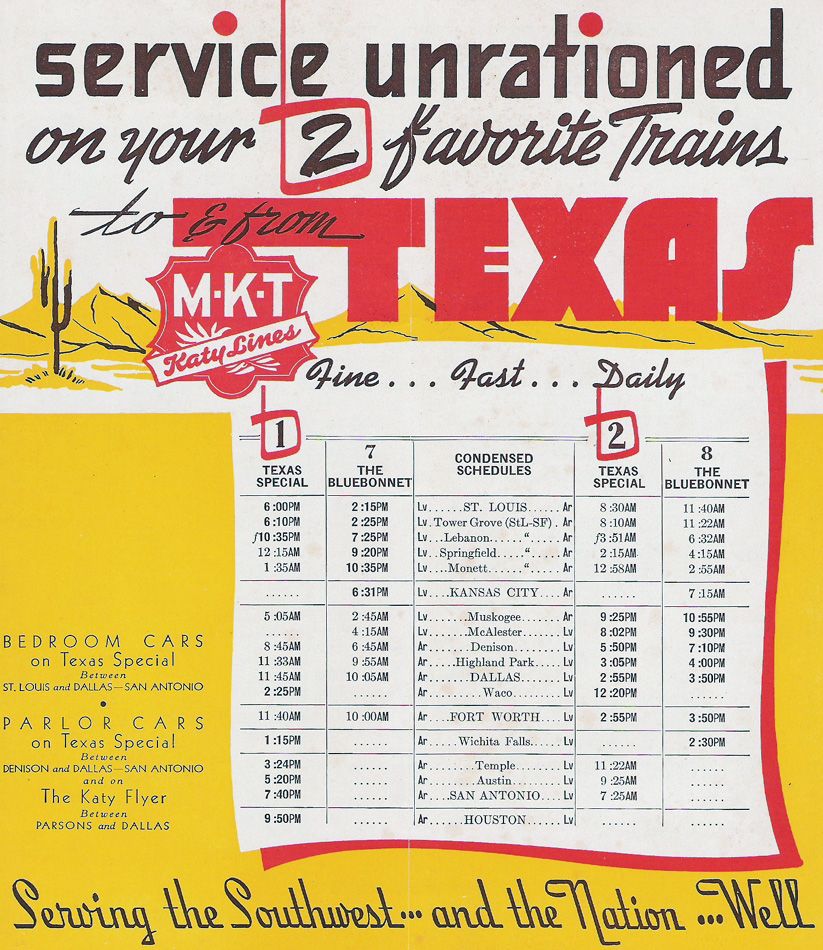 service unrationed
on your 2 favorite Trains
to & from TEXAS
M·K·T
Katy Lines
Fine... Fast... Daily
1 7 CONDENSED SCHEDULES 2 8
TEXAS SPECIAL THE BLUEBONNET TEXAS SPECIAL THE BLUEBONNET
6:00PM 2:15PM Lv......ST. LOUIS......Ar 8:30AM 11:40AM
6:10PM 2:25PM Lv.Tower Grove (StL-SF).Ar 8:10AM 11:22AM
f10:35PM 7:25PM Lv...Lebanon.....“.Ar f3:51AM 6:32AM
12:15AM 9:20PM Lv..Springfield.....“.Ar 2:15AM 4:15AM
1:35AM 10:35PM Lv....Monett......“.Ar 12:58AM 2:55AM
...... 6:31PM Lv....KANSAS CITY....Ar ...... 7:15AM
5:05AM 2:45AM Lv.......Muskogee.......Ar 9:25PM 10:55PM
...... 4:15AM Lv.......McAlester.......Lv 8:02PM 9:30PM
8:45AM 6:45AM Ar........Denison........Lv 5:50PM 7:10PM
11:33AM 9:55AM Ar.....Highland Park.....Lv 3:05PM 4:00PM
11:45AM 10:05AM Ar.......DALLAS.......Lv 2:55PM 3:50PM
2:25PM ...... Ar..........Waco..........Lv 12:20PM ......
11:40AM 10:00AM Ar....FORT WORTH....Lv 2:55PM 3:50PM
1:15PM ...... Ar.....Wichita Falls.....Lv ...... 2:30PM
3:24PM ...... Ar........Temple........Lv 11:22AM ......
5:20PM ...... Ar........Austin........Lv 9:25AM ......
7:40PM ...... Ar....SAN ANTONIO....Lv 7:25AM ......
9:50PM ...... Ar......HOUSTON......Lv ...... ......
BEDROOM CARS
on Texas Special
Between
ST. LOUIS and DALLAS—SAN ANTONIO
•
PARLOR CARS
on Texas Special
Between
DENISON and DALLAS—SAN ANTONIO
and on
The Katy Flyer
Between
PARSONS and DALLAS
Serving the Southwest... and the Nation ...Well